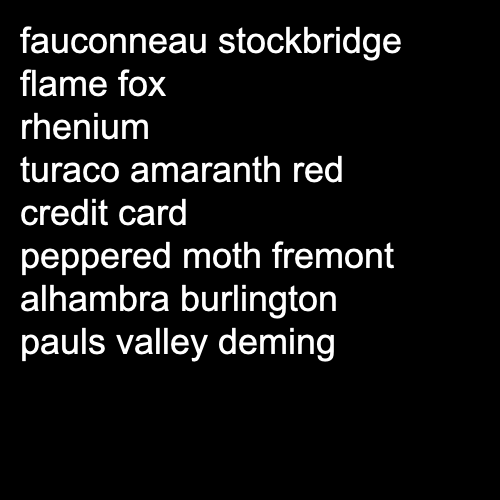 fauconneau stockbridge
flame fox
rhenium
turaco amaranth red
credit card
peppered moth fremont
alhambra burlington
pauls valley deming